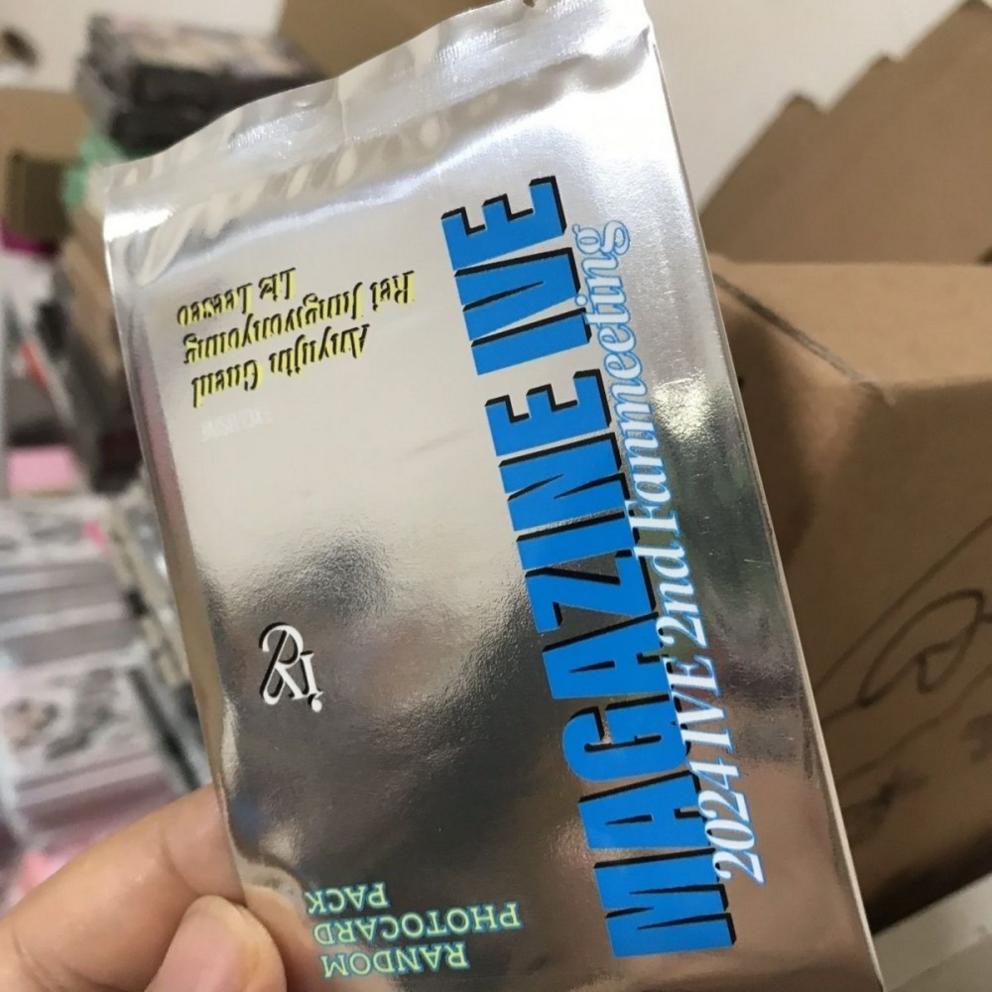 MAGAZINE IVE
2024 IVE 2nd Fanmeeting
RANDOM
PHOTOCARD
PACK
Anyujin Gaeul
Rei Jangwonyoung
Liz Leeseo